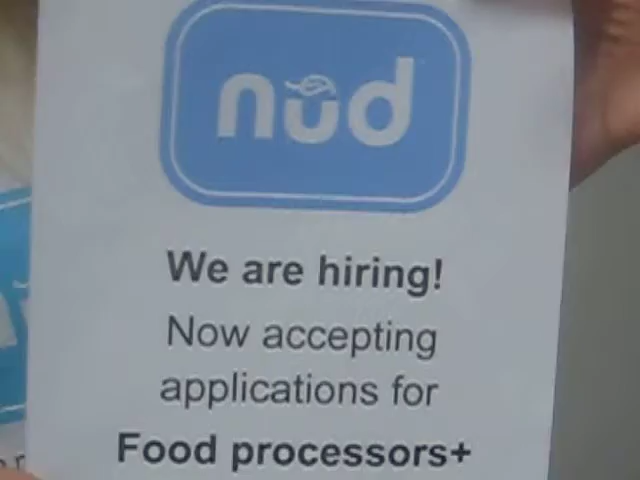 nud
We are hiring!
Now accepting
applications for
Food processors+